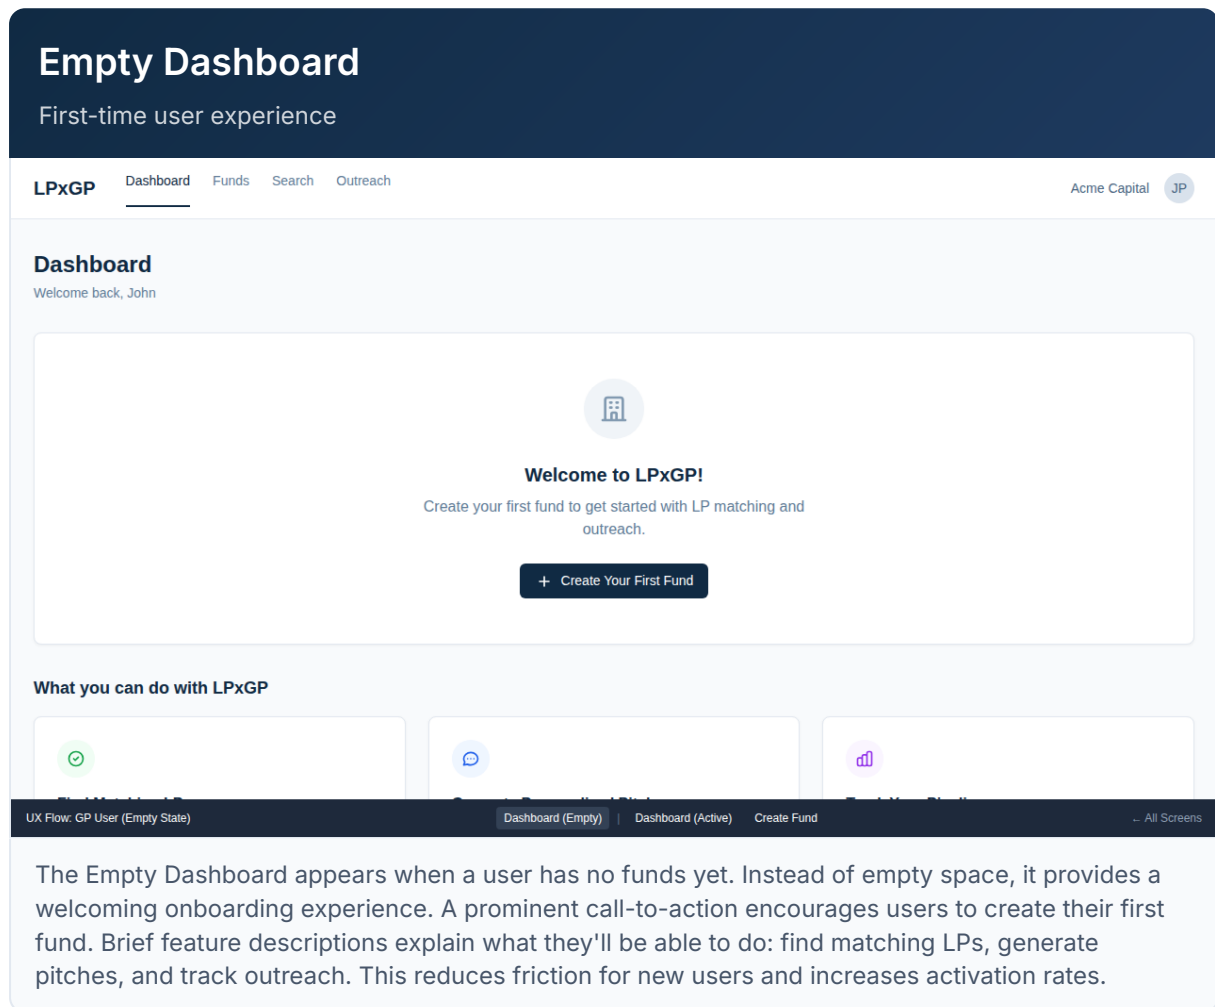 Empty Dashboard
First-time user experience
LPxGP
Dashboard
Funds
Search
Outreach
Acme Capital
JP
Dashboard
Welcome back, John
Welcome to LPxGP!
Create your first fund to get started with LP matching and
outreach.
+ Create Your First Fund
What you can do with LPxGP
UX Flow: GP User (Empty State)
Dashboard (Empty) | Dashboard (Active) Create Fund
← All Screens
The Empty Dashboard appears when a user has no funds yet. Instead of empty space, it provides a
welcoming onboarding experience. A prominent call-to-action encourages users to create their first
fund. Brief feature descriptions explain what they'll be able to do: find matching LPs, generate
pitches, and track outreach. This reduces friction for new users and increases activation rates.